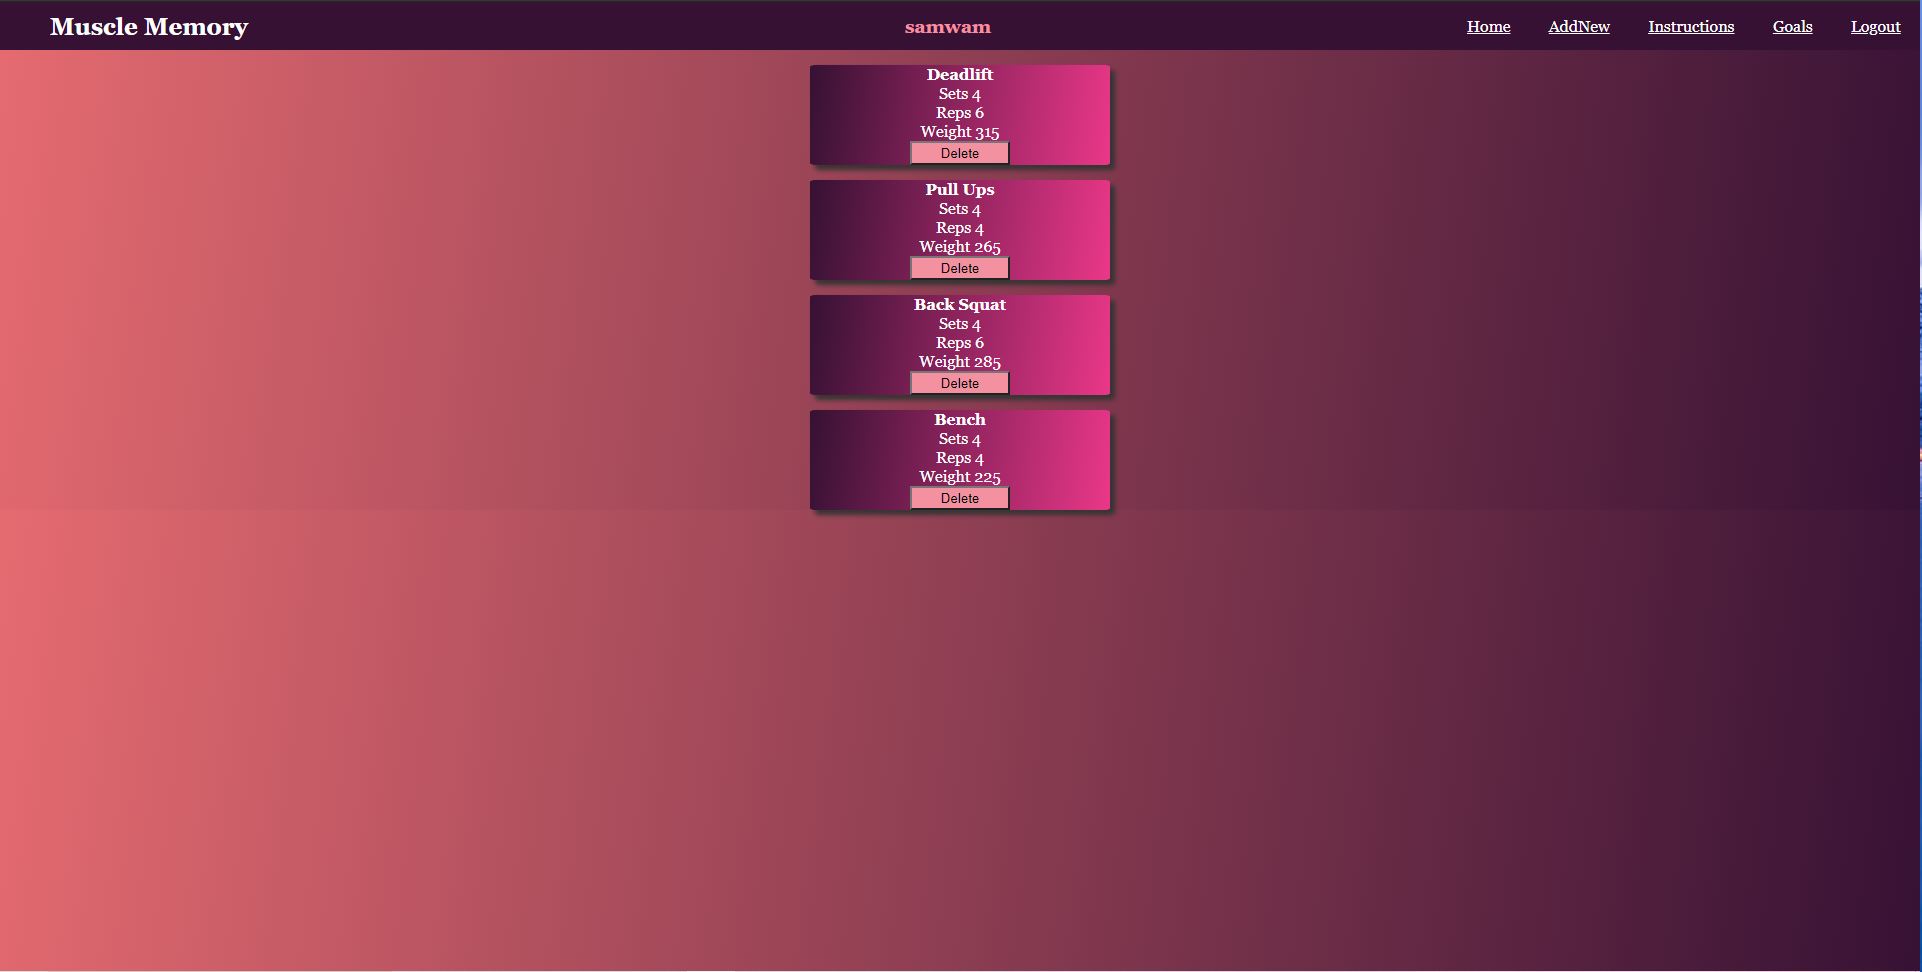 Muscle Memory
samwam
Home AddNew Instructions Goals Logout
Deadlift
Sets 4
Reps 6
Weight 315
Delete
Pull Ups
Sets 4
Reps 4
Weight 265
Delete
Back Squat
Sets 4
Reps 6
Weight 285
Delete
Bench
Sets 4
Reps 4
Weight 225
Delete